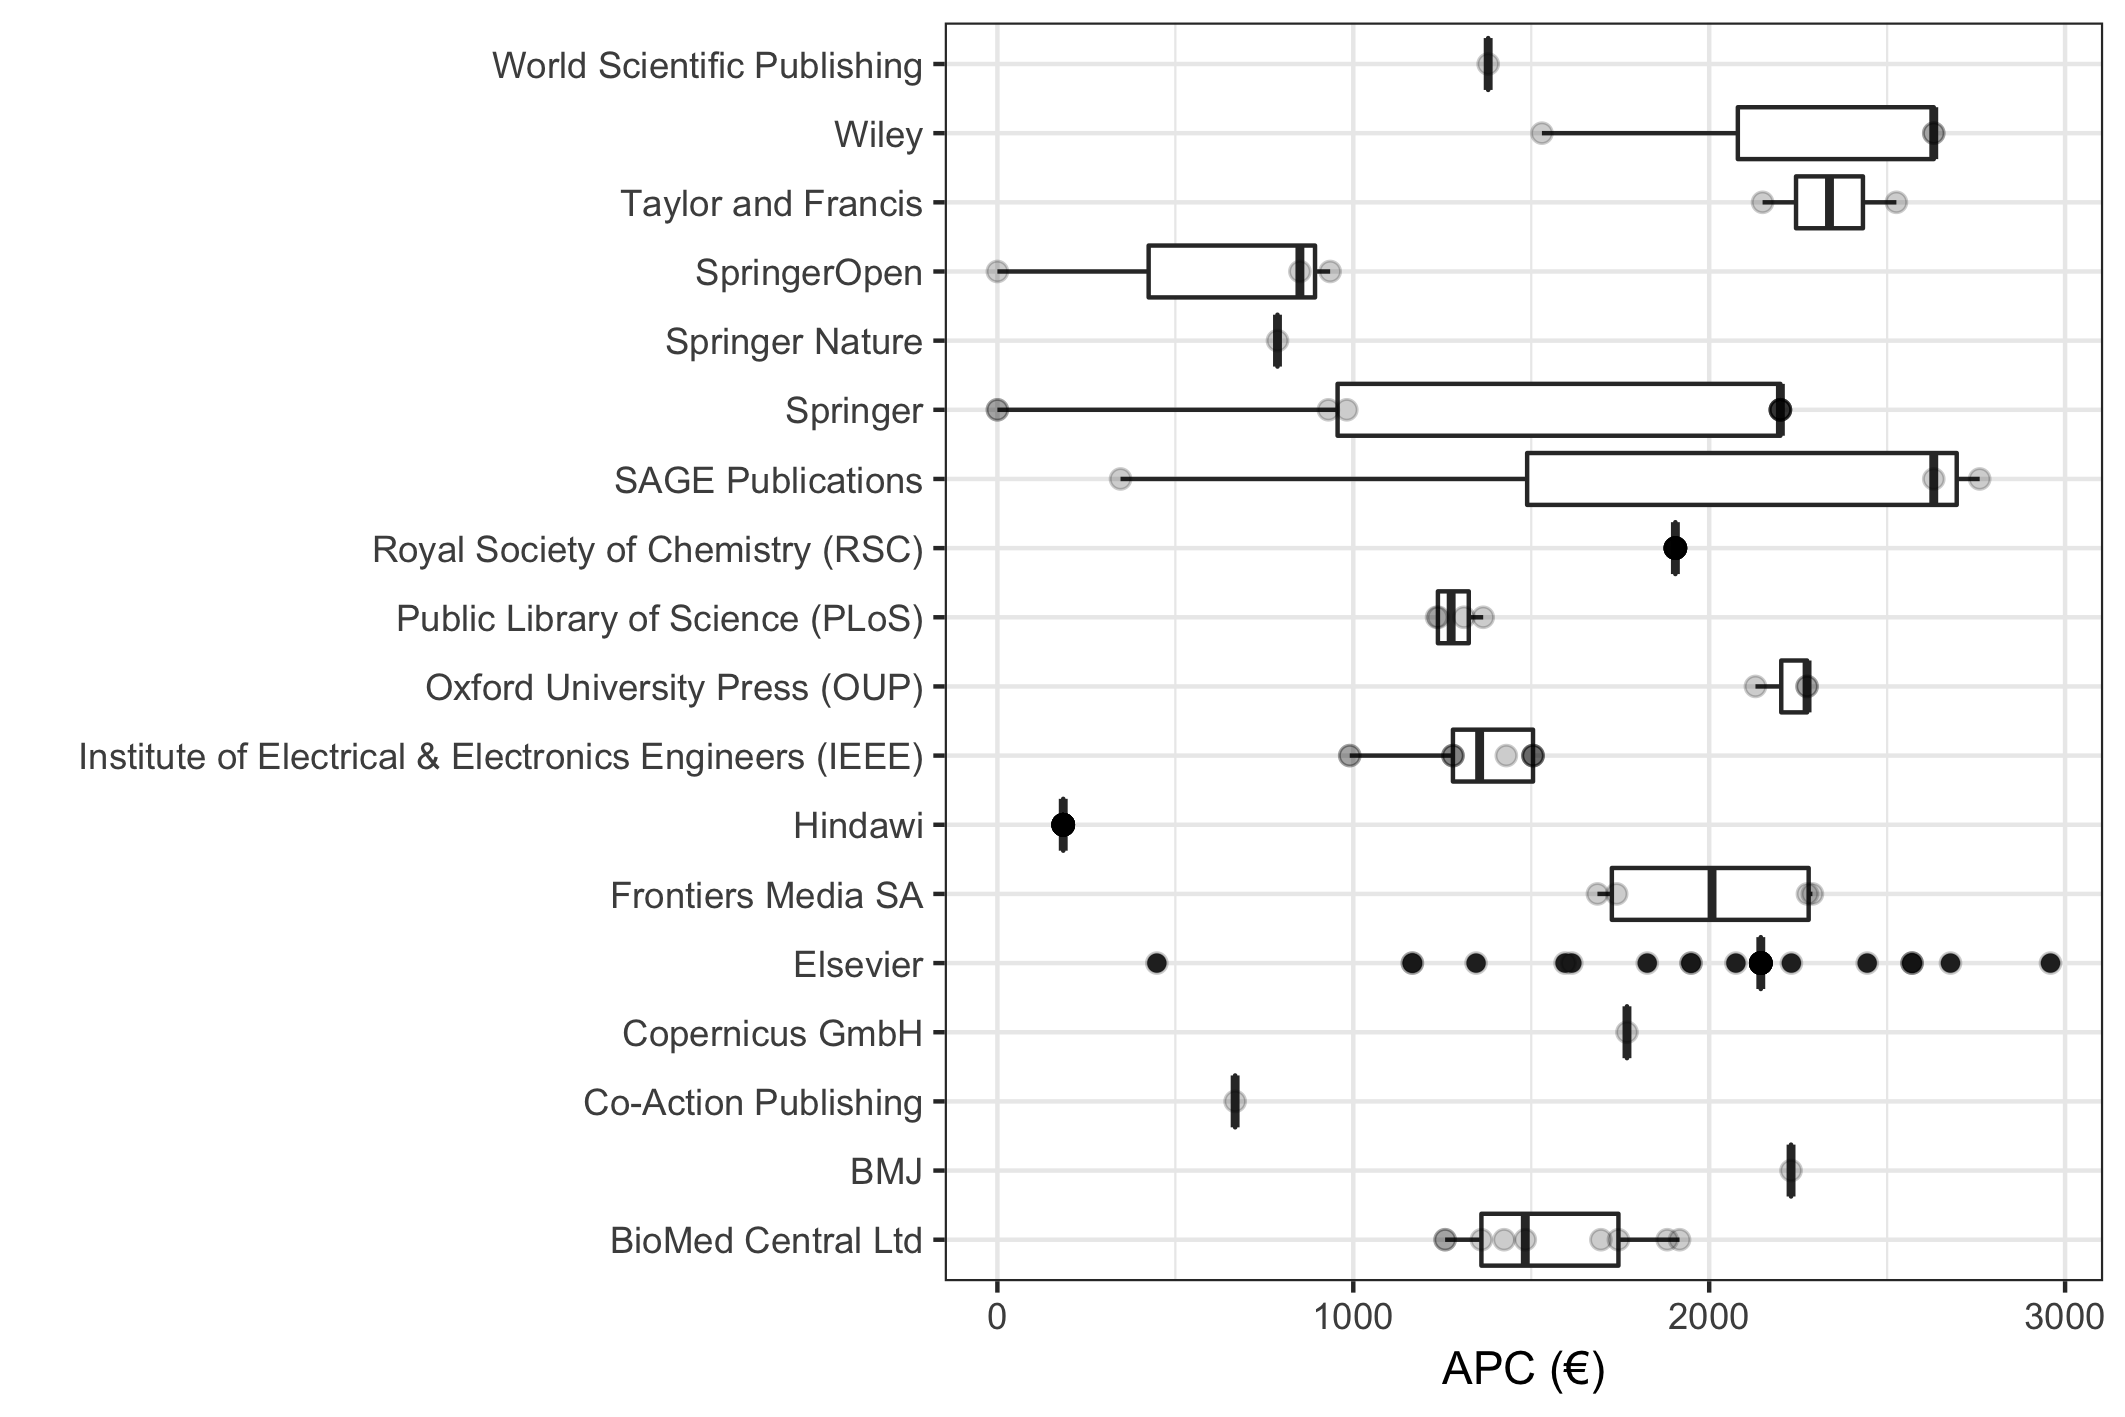 World Scientific Publishing
Wiley
Taylor and Francis
SpringerOpen
Springer Nature
Springer
SAGE Publications
Royal Society of Chemistry (RSC)
Public Library of Science (PLoS)
Oxford University Press (OUP)
Institute of Electrical & Electronics Engineers (IEEE)
Hindawi
Frontiers Media SA
Elsevier
Copernicus GmbH
Co-Action Publishing
BMJ
BioMed Central Ltd
0 1000 2000 3000
APC (€)